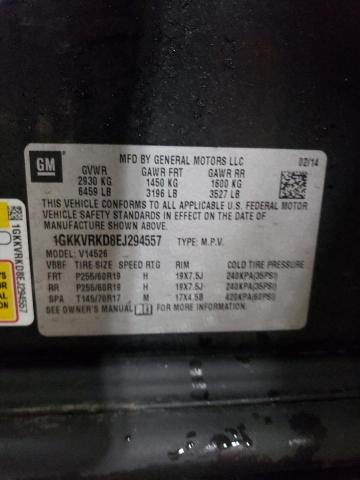 GM
MFD BY GENERAL MOTORS LLC 02/14
GVWR GAWR FRT GAWR RR
2930 KG 1450 KG 1600 KG
6459 LB 3196 LB 3527 LB
THIS VEHICLE CONFORMS TO ALL APPLICABLE U.S. FEDERAL MOTOR
VEHICLE SAFETY STANDARDS IN EFFECT ON THE DATE OF
MANUFACTURE SHOWN ABOVE.
1GKKVRKD8EJ294557 TYPE: M.P.V.
MODEL: V14526
VBBF TIRE SIZE SPEED RTG RIM COLD TIRE PRESSURE
FRT P255/60R19 H 19X7.5J 240KPA(35PSI)
RR P255/60R19 H 19X7.5J 240KPA(35PSI)
SPA T145/70R17 M 17X4.5B 420KPA(60PSI)
SEE OWNER'S MANUAL FOR MORE INFORMATION.
1GKKVRKD8EJ294557